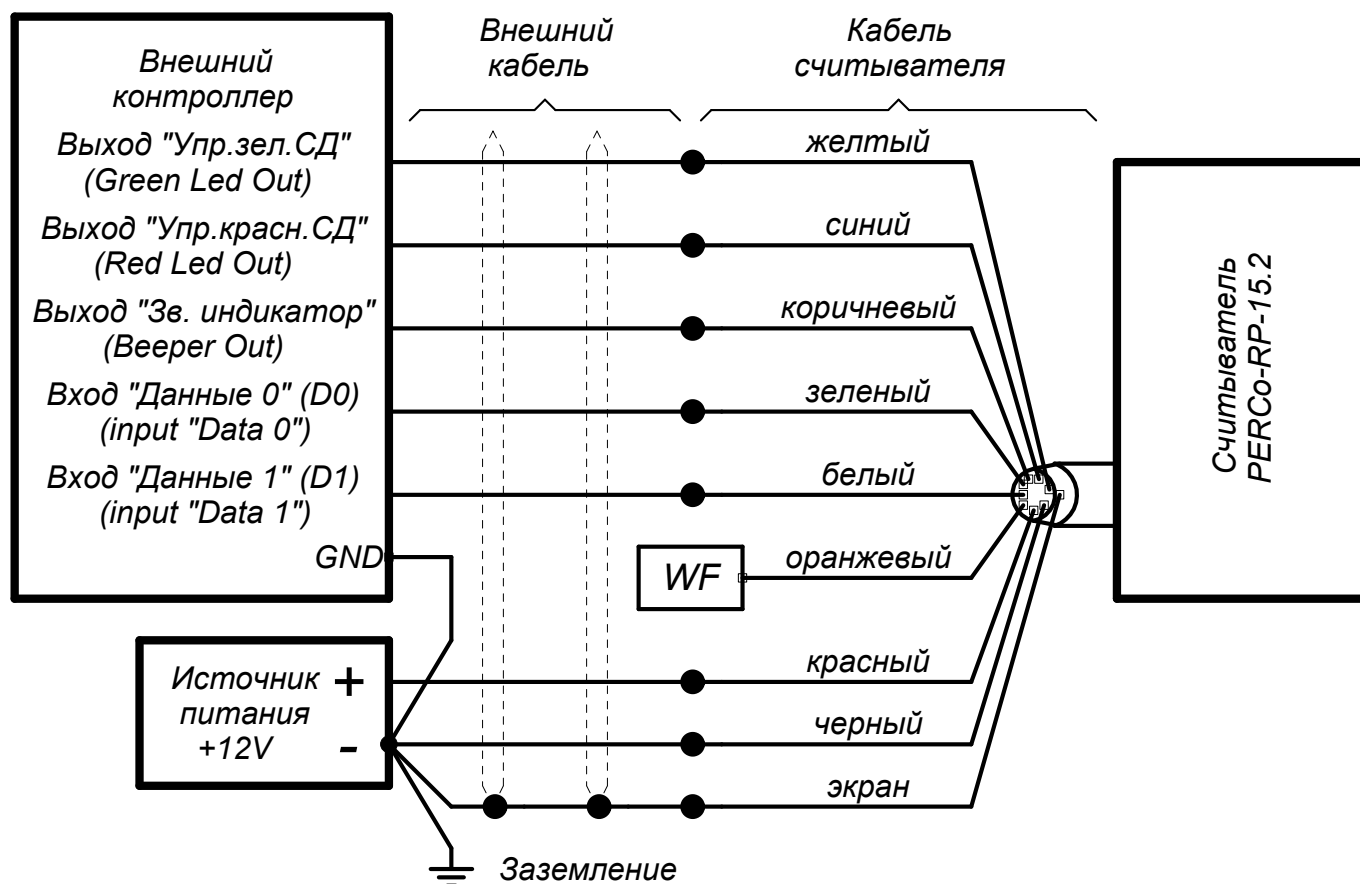 Внешний
контроллер
Выход "Упр.зел.СД"
(Green Led Out)
Выход "Упр.красн.СД"
(Red Led Out)
Выход "Зв. индикатор"
(Beeper Out)
Вход "Данные 0" (D0)
(input "Data 0")
Вход "Данные 1" (D1)
(input "Data 1")
GND
Источник
питания
+12V
+
-
Внешний
кабель
Кабель
считывателя
желтый
синий
коричневый
зеленый
белый
WF
оранжевый
красный
черный
экран
Заземление
Считыватель
PERCo-RP-15.2